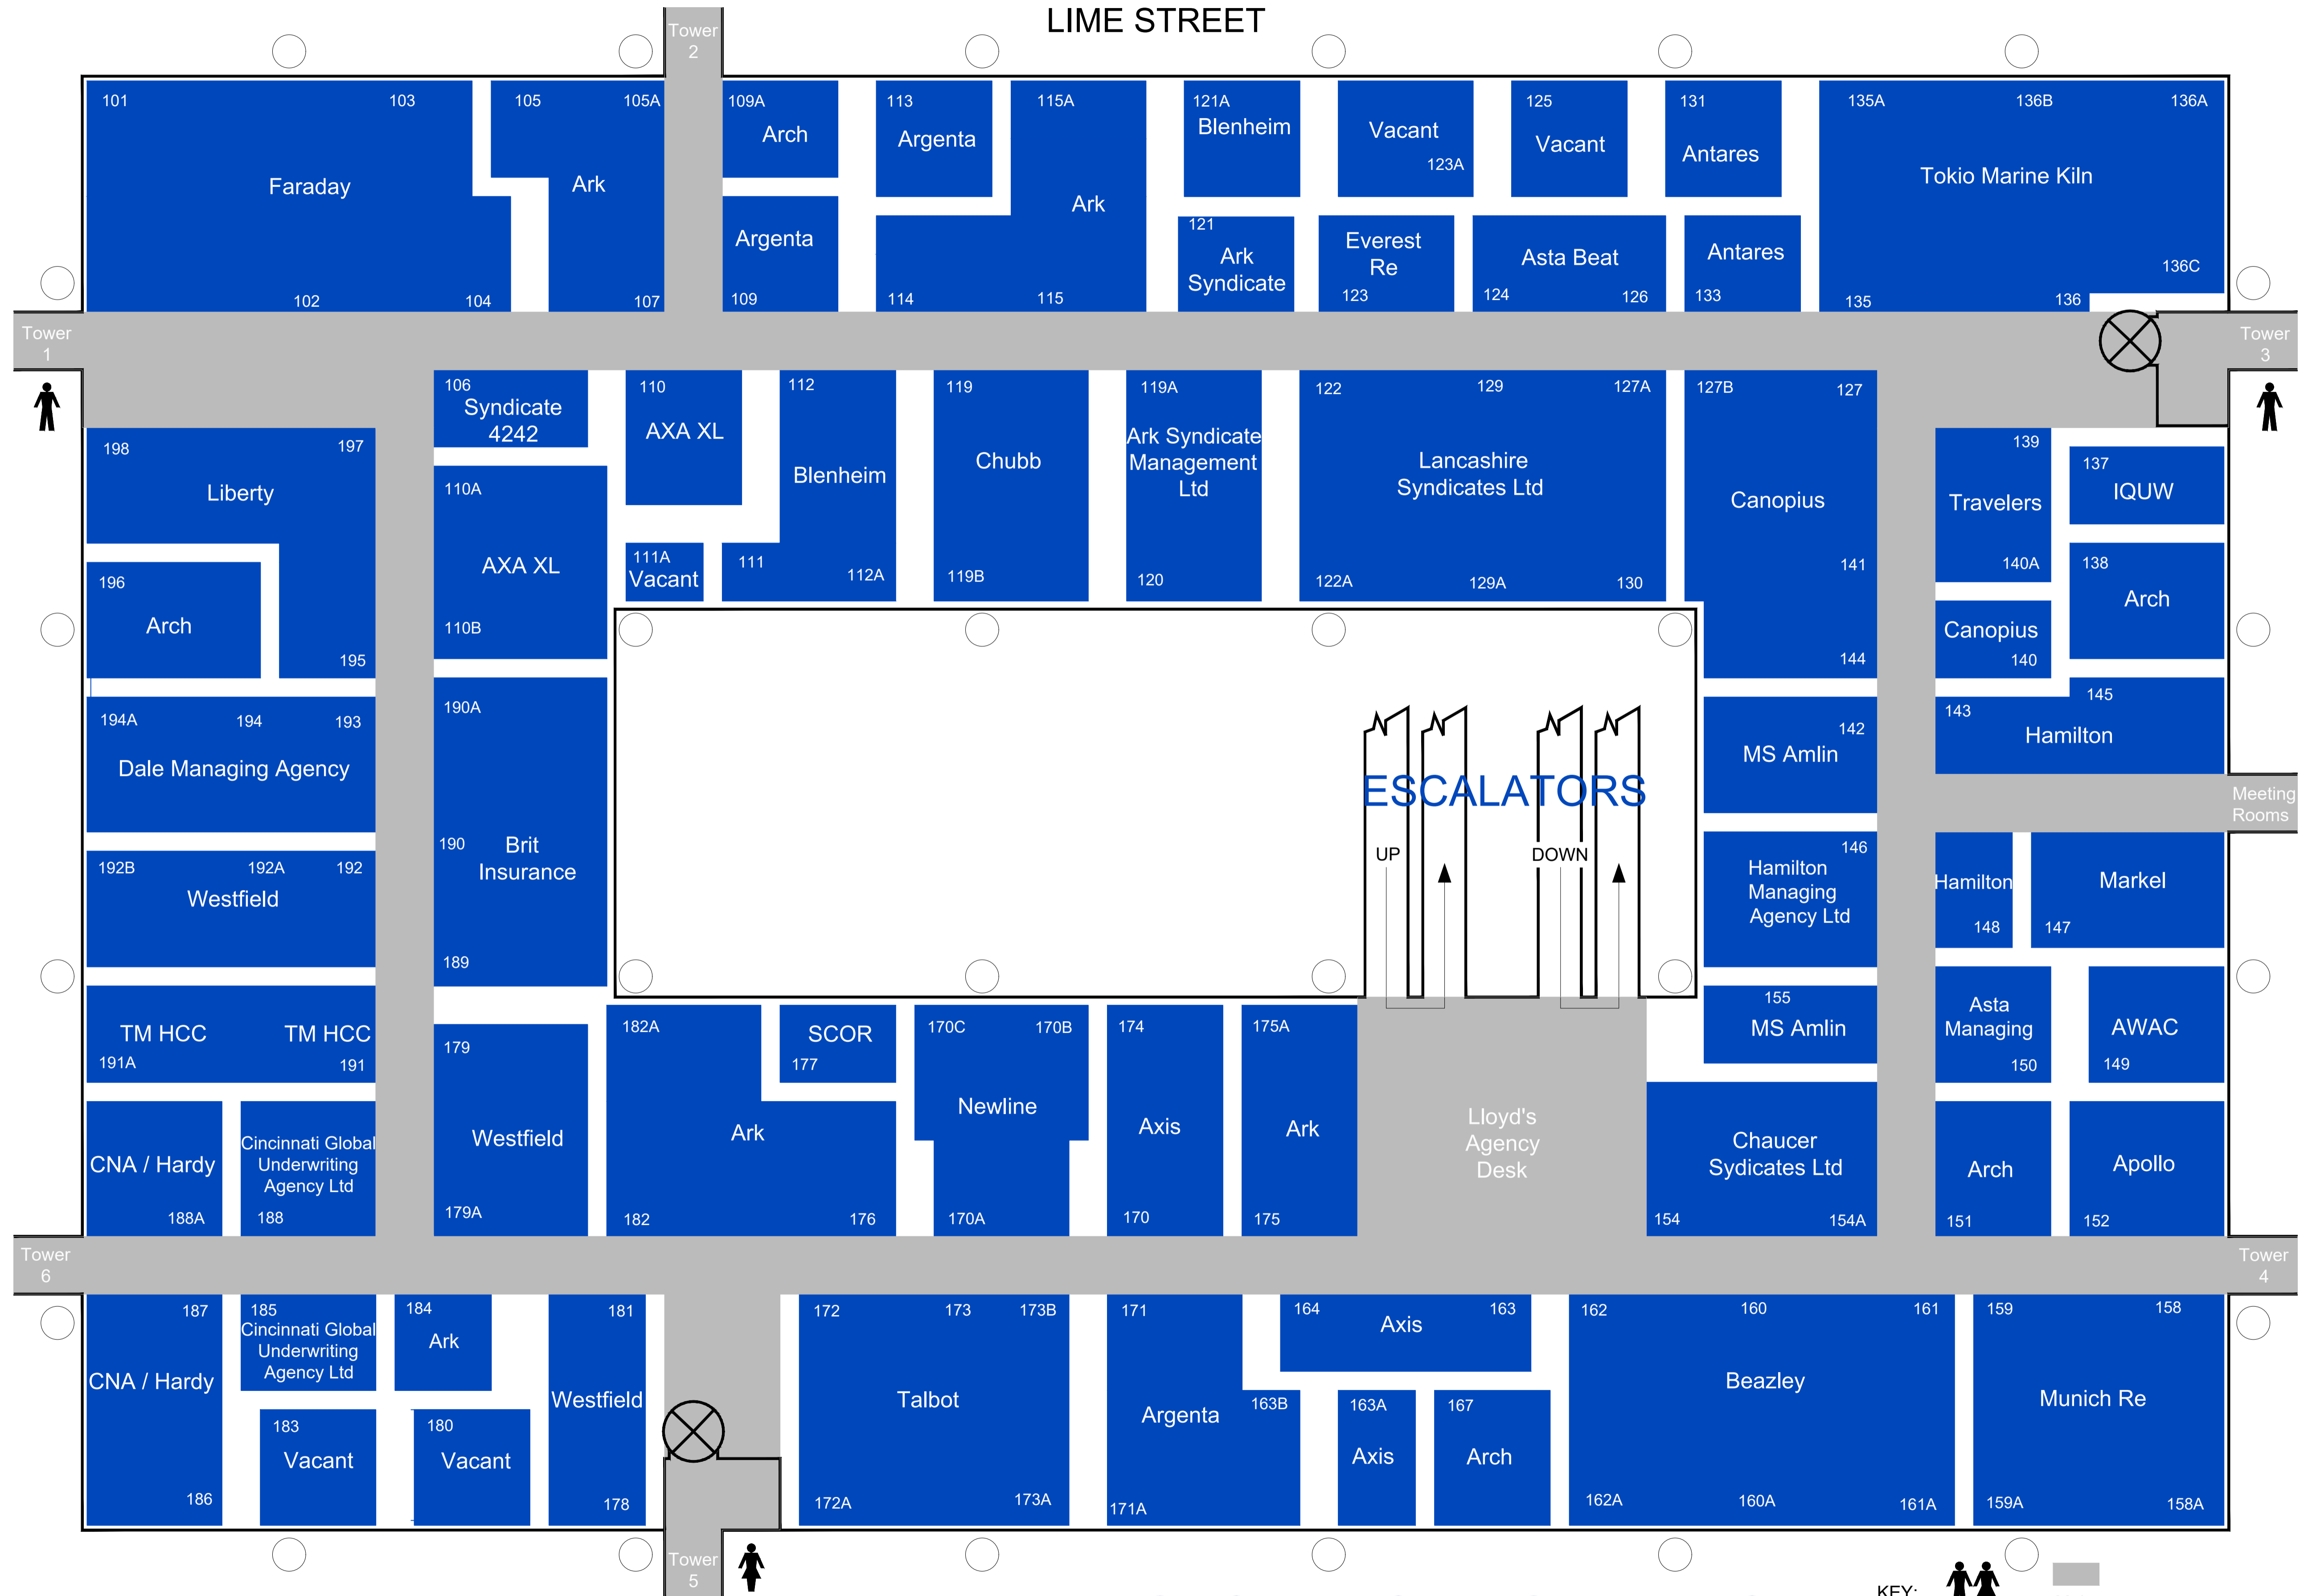 LIME STREET
Tower
2
101
103
105
105A
109A
113
115A
121A
125
131
135A
136B
136A
Faraday
Ark
Arch
Argenta
Ark
Blenheim
Vacant
123A
Vacant
Antares
Tokio Marine Kiln
136C
102
104
107
Argenta
109
114
115
121
Ark
Syndicate
Everest
Re
123
Asta Beat
124
126
Antares
133
135
136
Tower
1
Tower
3
106
Syndicate
4242
110
AXA XL
112
Blenheim
111
112A
111A
Vacant
119
Chubb
119B
119A
Ark Syndicate
Management
Ltd
120
122
129
127A
Lancashire
Syndicates Ltd
122A
129A
130
127B
127
Canopius
141
144
139
Travelers
140A
137
IQUW
138
Arch
Canopius
140
198
197
Liberty
195
196
Arch
110A
AXA XL
110B
194A
194
193
Dale Managing Agency
190A
190
Brit
Insurance
189
ESCALATORS
UP
DOWN
142
MS Amlin
143
145
Hamilton
Meeting
Rooms
192B
192A
192
Westfield
146
Hamilton
Managing
Agency Ltd
Hamilton
148
Markel
147
TM HCC
TM HCC
191A
191
179
Westfield
179A
182A
Ark
182
176
SCOR
177
170C
170B
Newline
170A
174
Axis
170
175A
Ark
175
Lloyd's
Agency
Desk
155
MS Amlin
Asta
Managing
150
AWAC
149
CNA / Hardy
188A
Cincinnati Global
Underwriting
Agency Ltd
188
Chaucer
Sydicates Ltd
154
154A
Arch
151
Apollo
152
Tower
6
Tower
4
187
CNA / Hardy
186
185
Cincinnati Global
Underwriting
Agency Ltd
184
Ark
183
Vacant
180
Vacant
181
Westfield
178
172
173
173B
Talbot
172A
173A
171
Argenta
163B
171A
164
163
Axis
163A
Axis
167
Arch
162
160
161
Beazley
162A
160A
161A
159
158
Munich Re
159A
158A
Tower
5
KEY: